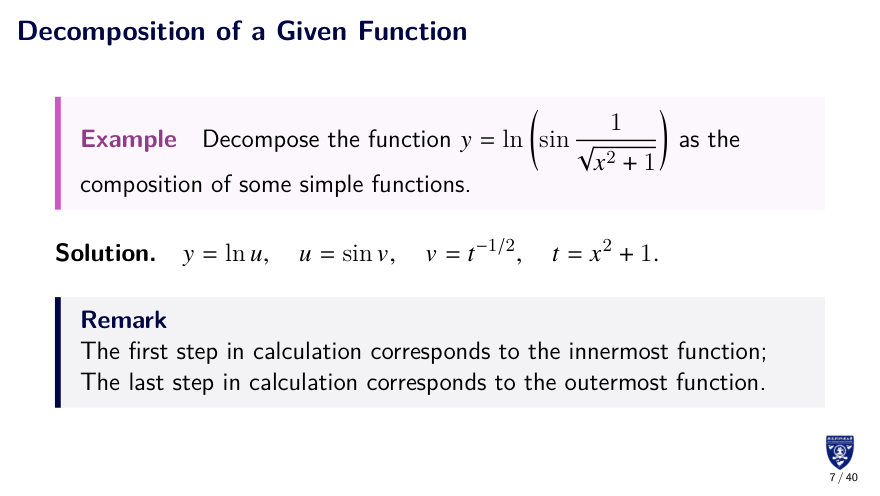 Decomposition of a Given Function
Example Decompose the function y = ln (sin 1/√(x² + 1)) as the
composition of some simple functions.
Solution. y = ln u, u = sin v, v = t⁻¹/², t = x² + 1.
Remark
The first step in calculation corresponds to the innermost function;
The last step in calculation corresponds to the outermost function.
7 / 40